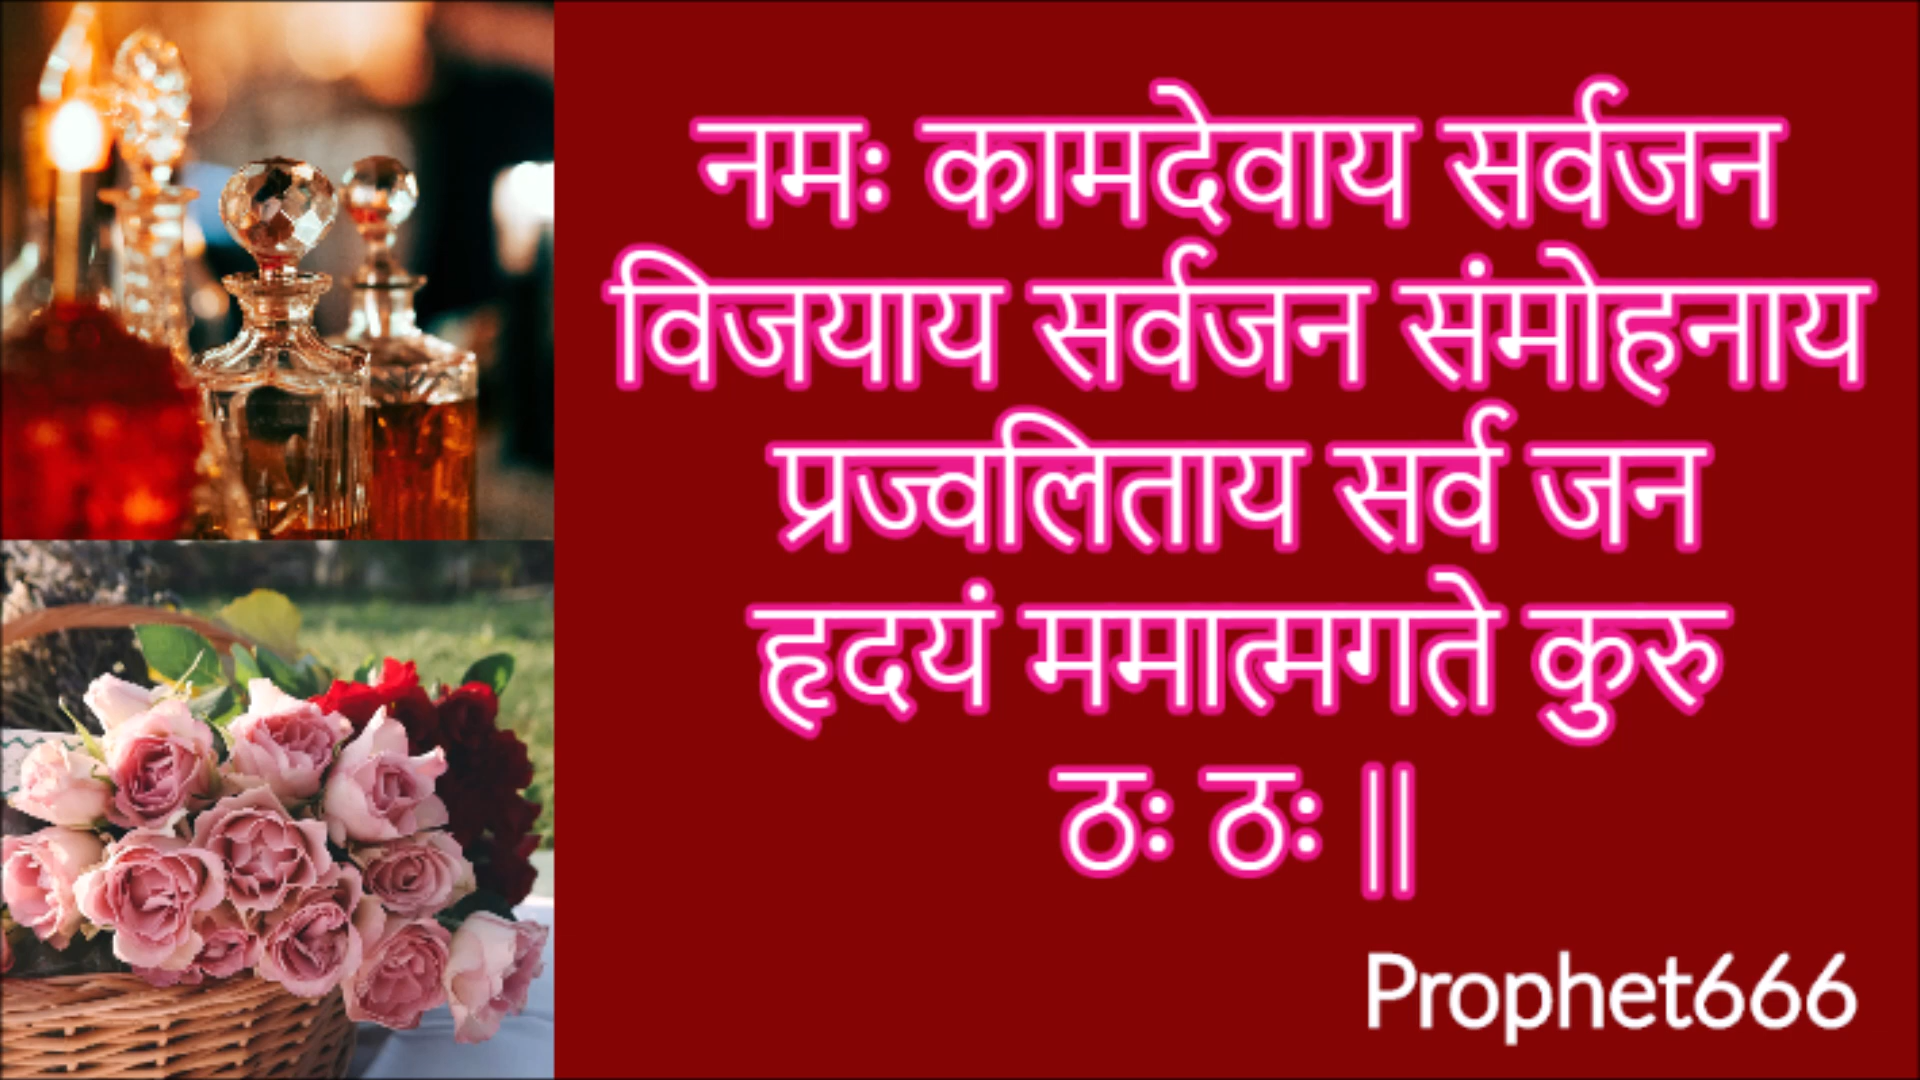 नमः कामदेवाय सर्वजन
विजयाय सर्वजन संमोहनाय
प्रज्वलिताय सर्व जन
हृदयं ममात्मगते कुरु
ठः ठः ॥
Prophet666